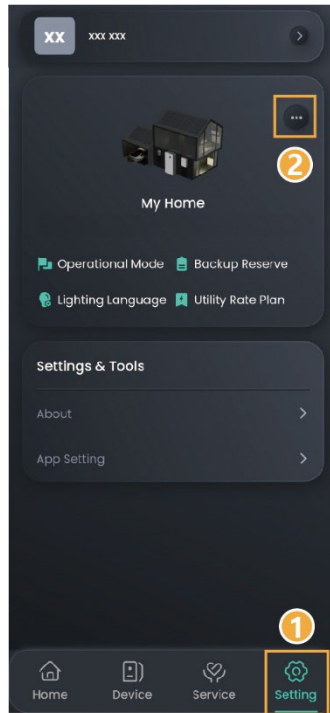 xx xxx xxx
2
My Home
Operational Mode Backup Reserve
Lighting Language Utility Rate Plan
Settings & Tools
About
App Setting
1
Home Device Service Setting